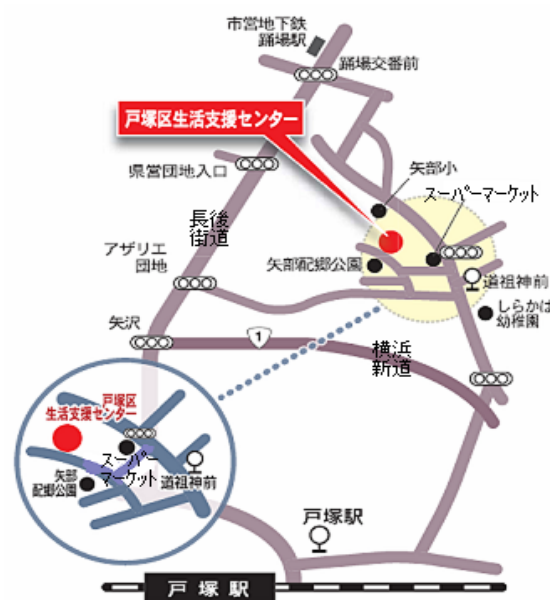 市営地下鉄
踊場駅
踊場交番前
戸塚区生活支援センター
県営団地入口
矢部小
スーパーマーケット
長後
街道
アザリエ
団地
矢部配郷公園
道祖神前
しらかば
幼稚園
矢沢
1
横浜
新道
戸塚区
生活支援センター
スーパー
マーケット
矢部
配郷公園
道祖神前
戸塚駅
戸塚駅